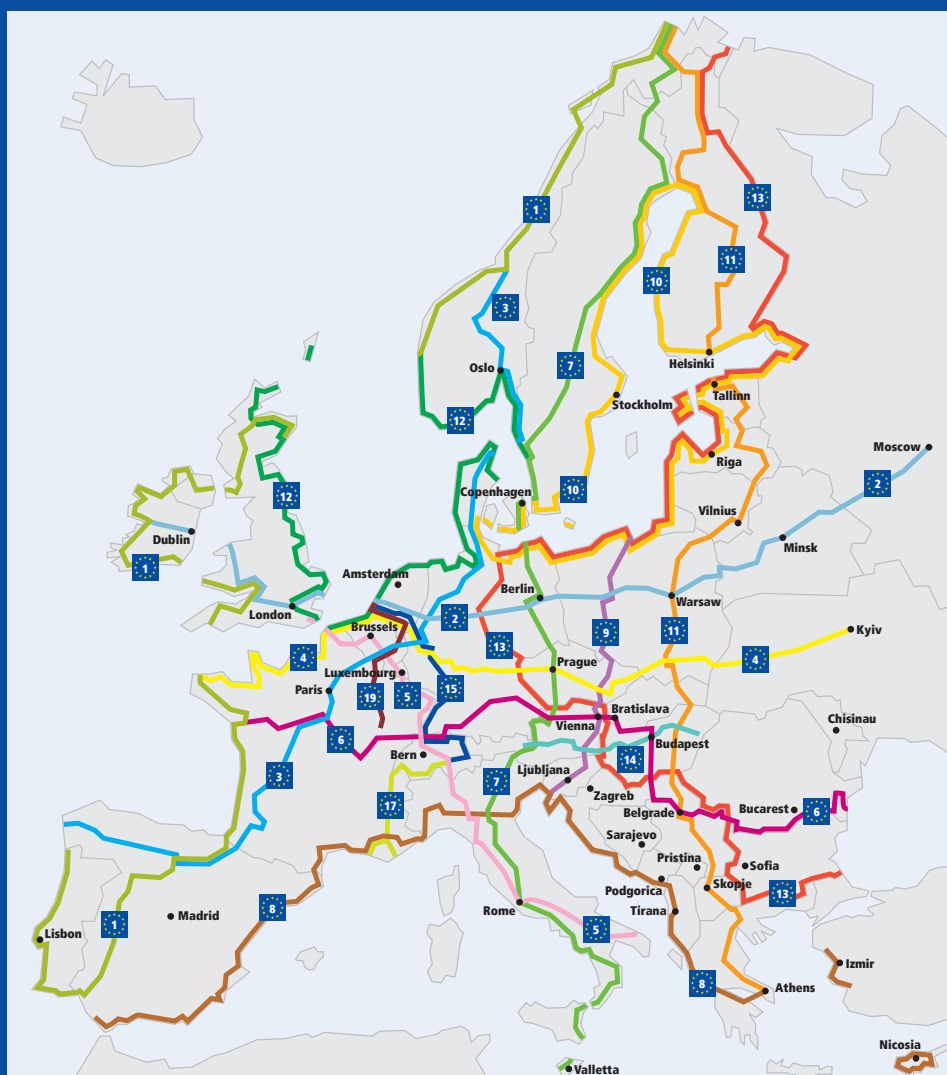 1
13
11
10
3
Oslo
7
Helsinki
Stockholm
Tallinn
12
Moscow
Riga
2
12
Copenhagen
10
Vilnius
Dublin
Minsk
1
Amsterdam
Berlin
Warsaw
London
2
Brussels
9
11
Kyiv
4
13
4
Prague
Luxembourg
Paris
19
5
15
Bratislava
Vienna
Chisinau
6
Budapest
Bern
14
Ljubljana
3
7
Zagreb
17
Belgrade
Bucarest
6
Sarajevo
Pristina
Sofia
Skopje
Podgorica
13
Madrid
8
Rome
Tirana
1
5
Lisbon
Izmir
8
Athens
Nicosia
Valletta